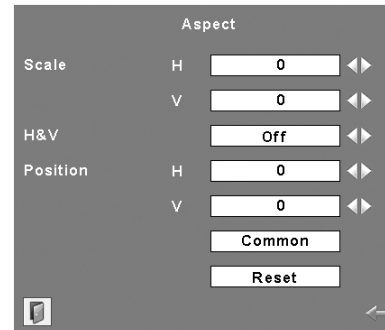 Aspect
Scale H 0
V 0
H&V Off
Position H 0
V 0
Common
Reset